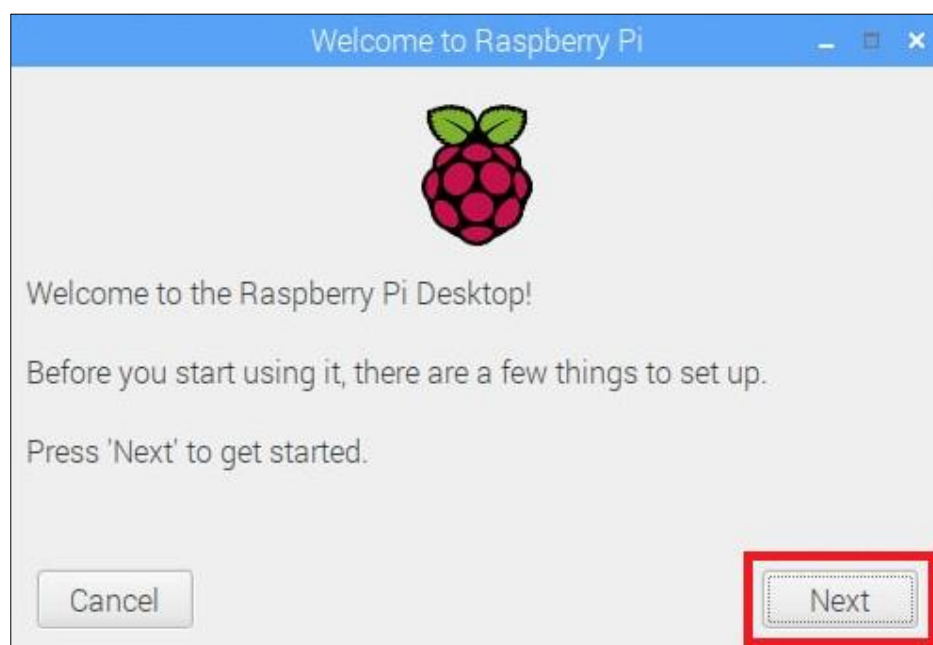 Welcome to Raspberry Pi
Welcome to the Raspberry Pi Desktop!
Before you start using it, there are a few things to set up.
Press 'Next' to get started.
Cancel
Next